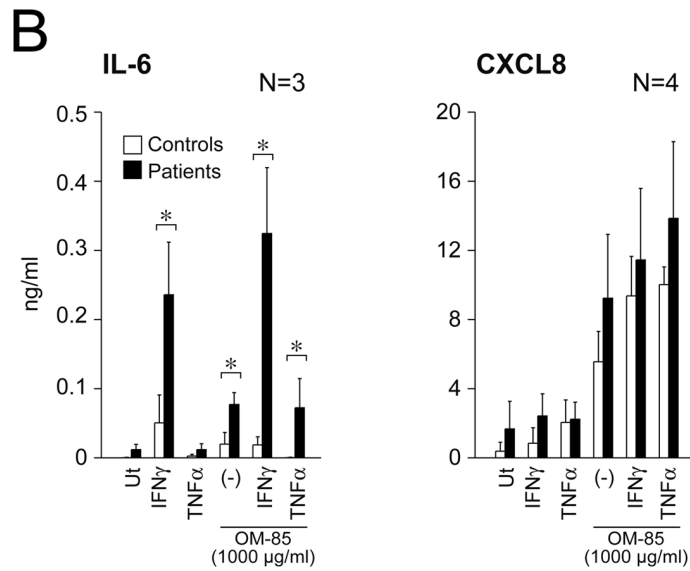 B
IL-6
N=3
0.5
0.4
0.3
0.2
0.1
0
ng/ml
Controls
Patients
*
*
*
*
Ut
IFNγ
TNFα
(-)
IFNγ
TNFα
OM-85
(1000 µg/ml)
CXCL8
N=4
20
16
12
8
4
0
Ut
IFNγ
TNFα
(-)
IFNγ
TNFα
OM-85
(1000 µg/ml)